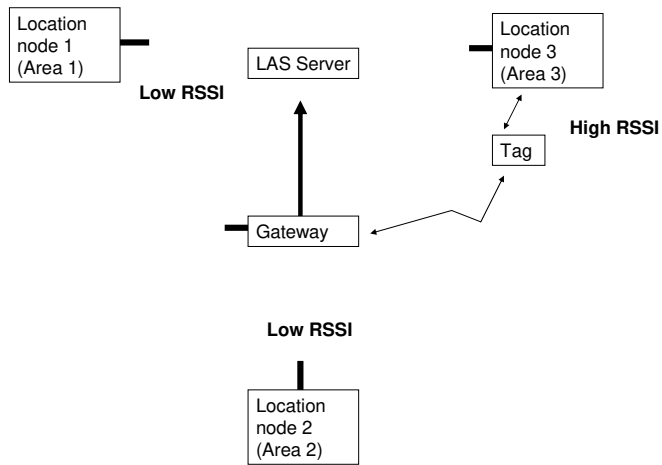 Location
node 1
(Area 1)
LAS Server
Location
node 3
(Area 3)
Low RSSI
High RSSI
Tag
Gateway
Low RSSI
Location
node 2
(Area 2)